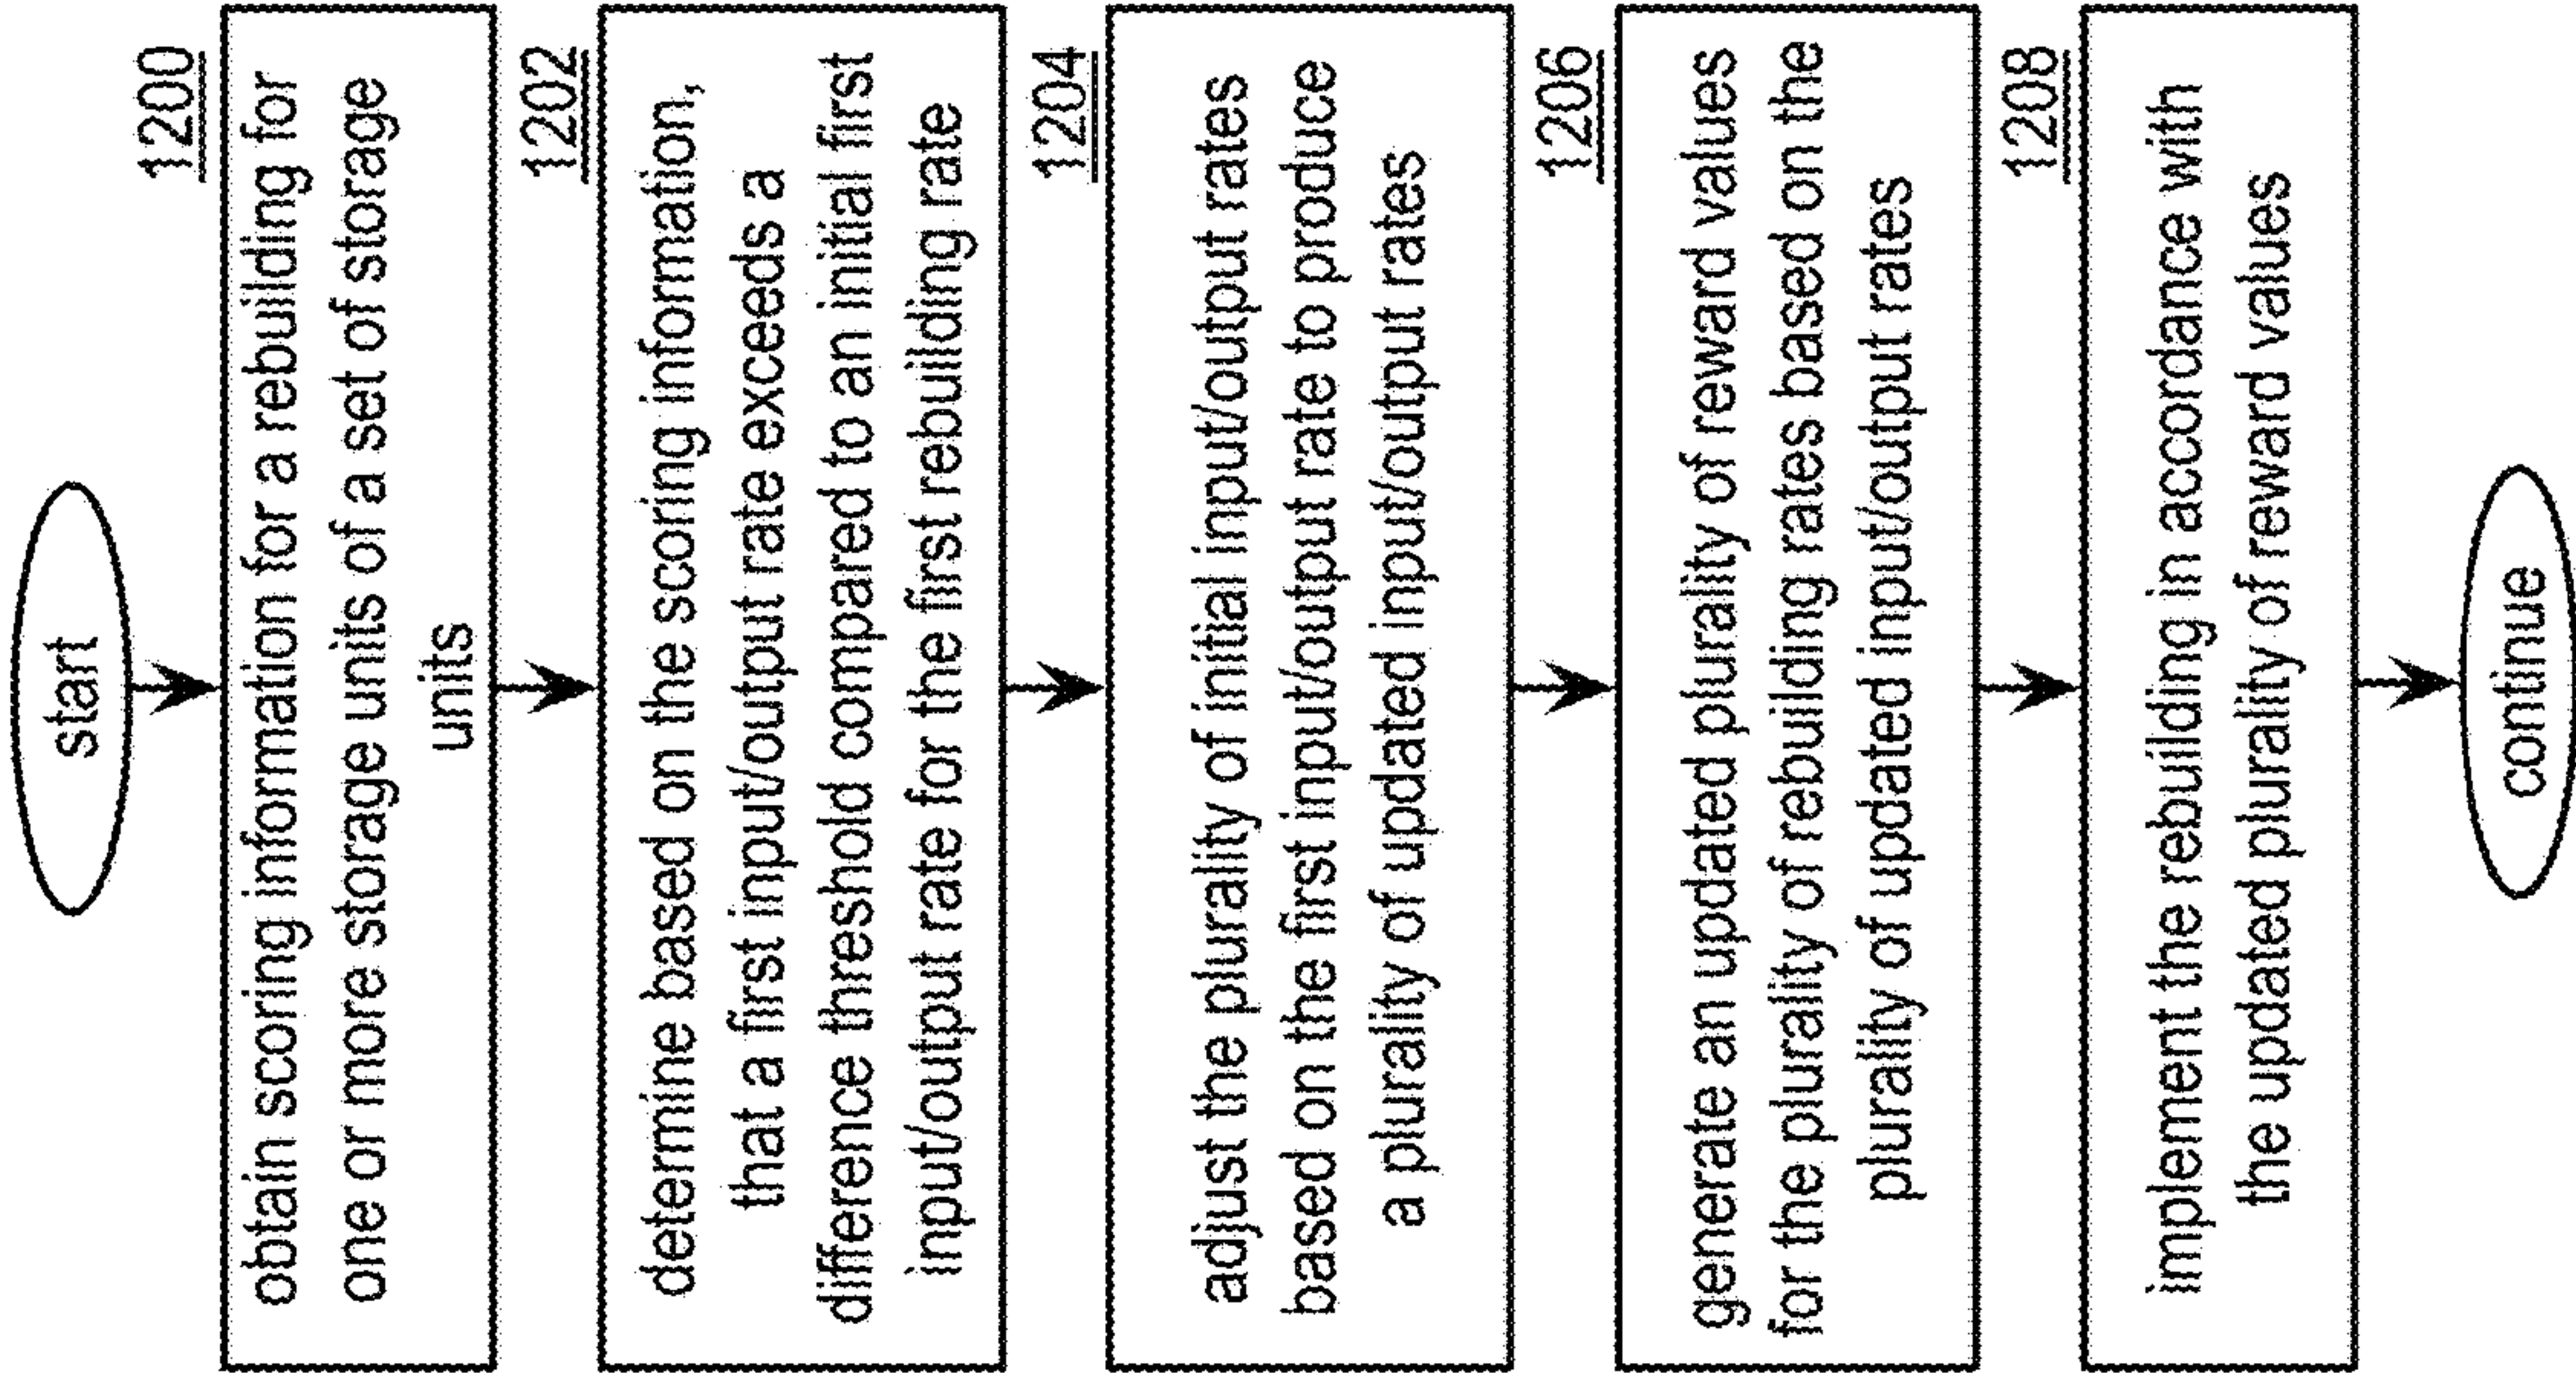 start
1200
obtain scoring information for a rebuilding for
one or more storage units of a set of storage
units
1202
determine based on the scoring information,
that a first input/output rate exceeds a
difference threshold compared to an initial first
input/output rate for the first rebuilding rate
1204
adjust the plurality of initial input/output rates
based on the first input/output rate to produce
a plurality of updated input/output rates
1206
generate an updated plurality of reward values
for the plurality of rebuilding rates based on the
plurality of updated input/output rates
1208
implement the rebuilding in accordance with
the updated plurality of reward values
continue